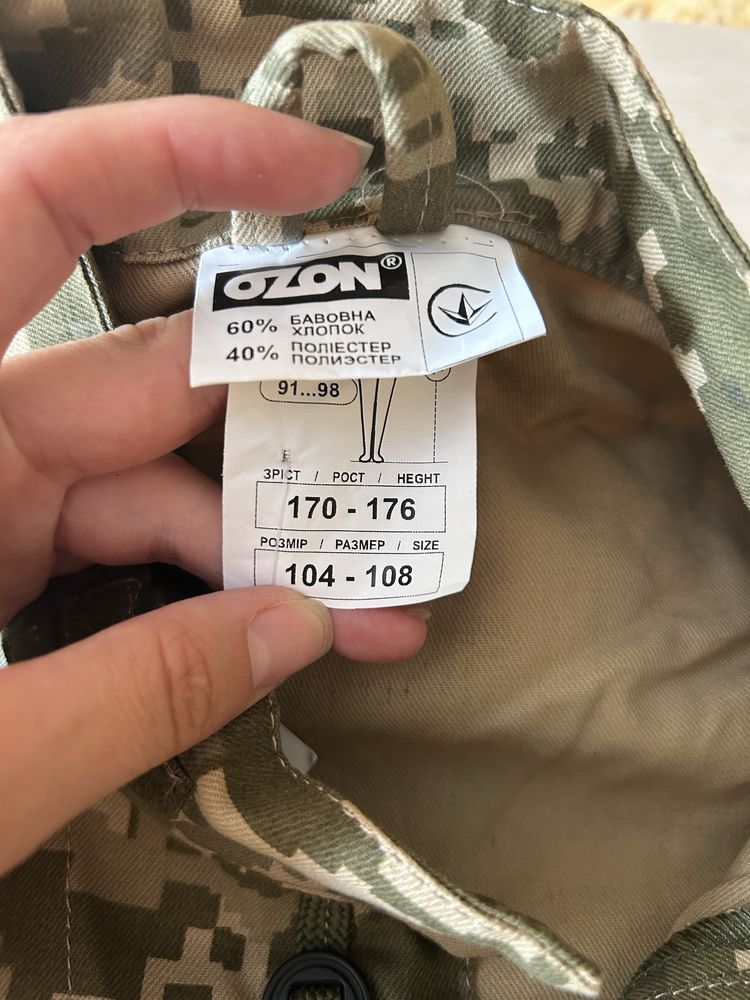 OZON®
60% БАВОВНА
ХЛОПОК
40% ПОЛІЕСТЕР
ПОЛИЭСТЕР
91...98
ЗРІСТ / РОСТ / HEGHT
170 - 176
РОЗМІР / РАЗМЕР / SIZE
104 - 108